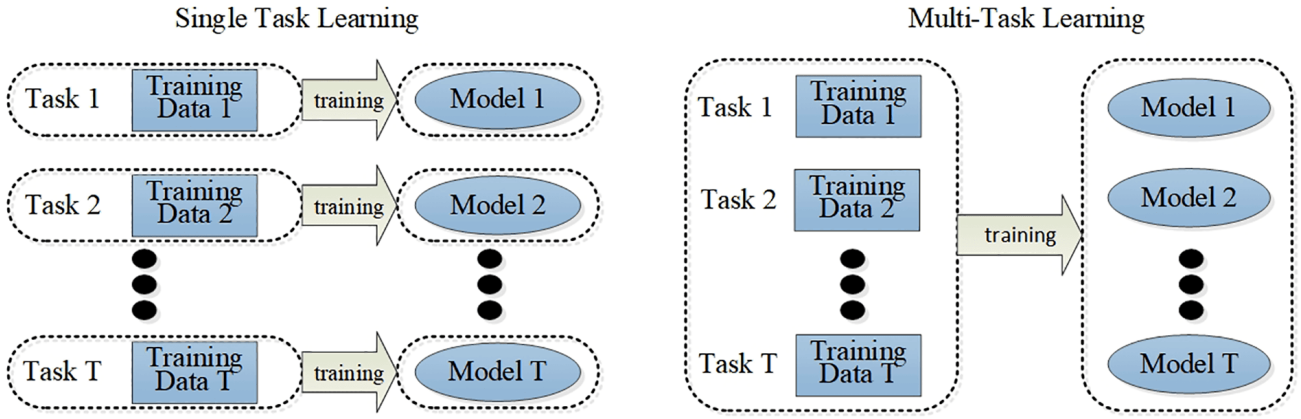 Single Task Learning
Task 1
Training
Data 1
training
Model 1
Task 2
Training
Data 2
training
Model 2
Task T
Training
Data T
training
Model T
Multi-Task Learning
Task 1
Training
Data 1
Task 2
Training
Data 2
Task T
Training
Data T
training
Model 1
Model 2
Model T